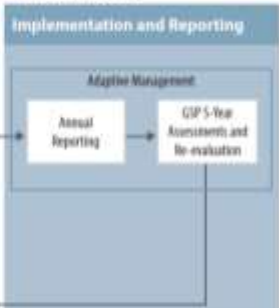 Implementation and Reporting
Adaptive Management
Annual
Reporting
GSP 5-Year
Assessments and
Re-evaluation